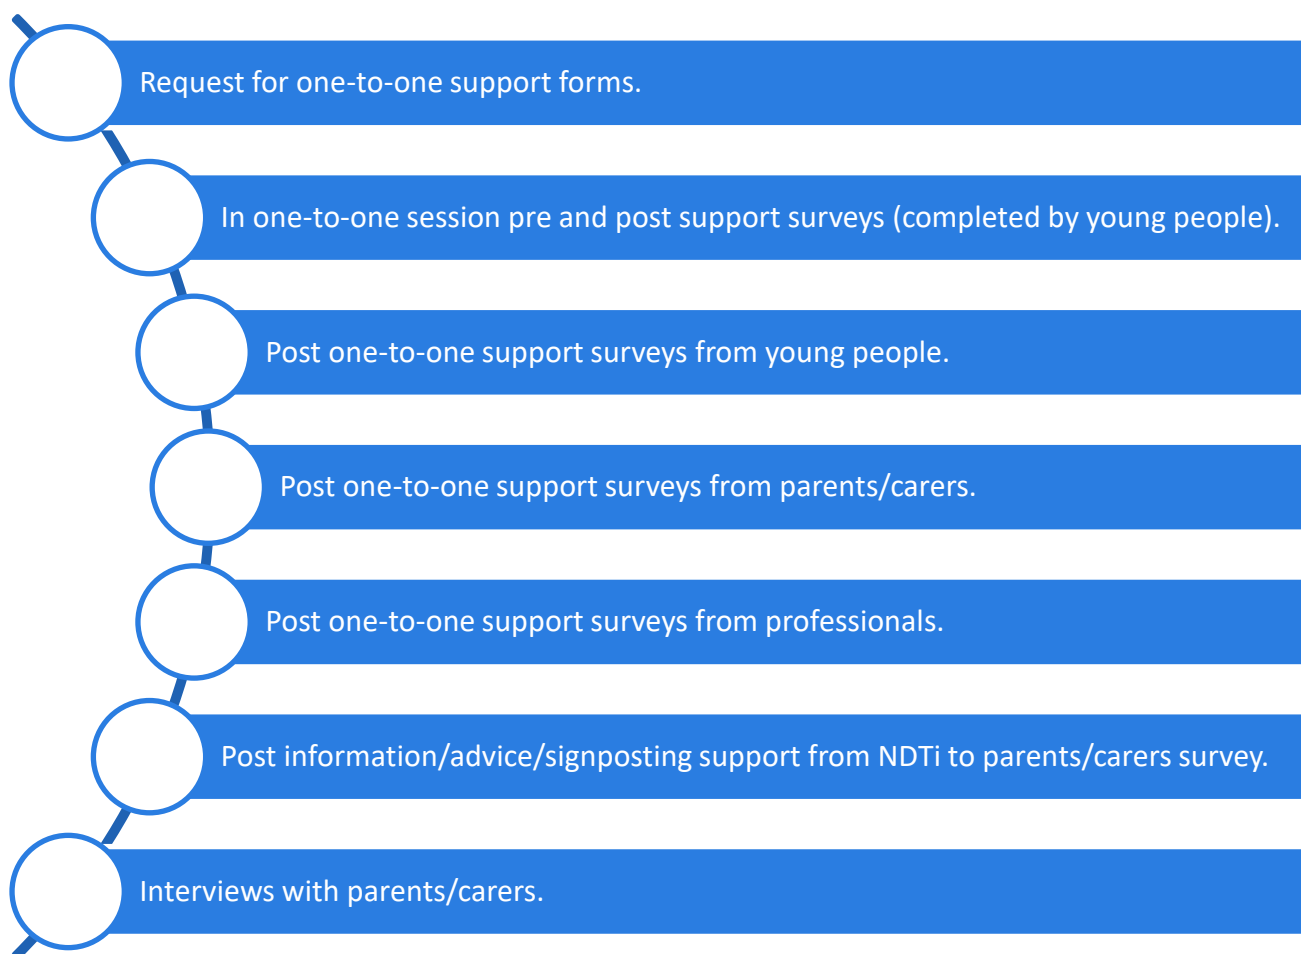 Request for one-to-one support forms.
In one-to-one session pre and post support surveys (completed by young people).
Post one-to-one support surveys from young people.
Post one-to-one support surveys from parents/carers.
Post one-to-one support surveys from professionals.
Post information/advice/signposting support from NDTi to parents/carers survey.
Interviews with parents/carers.